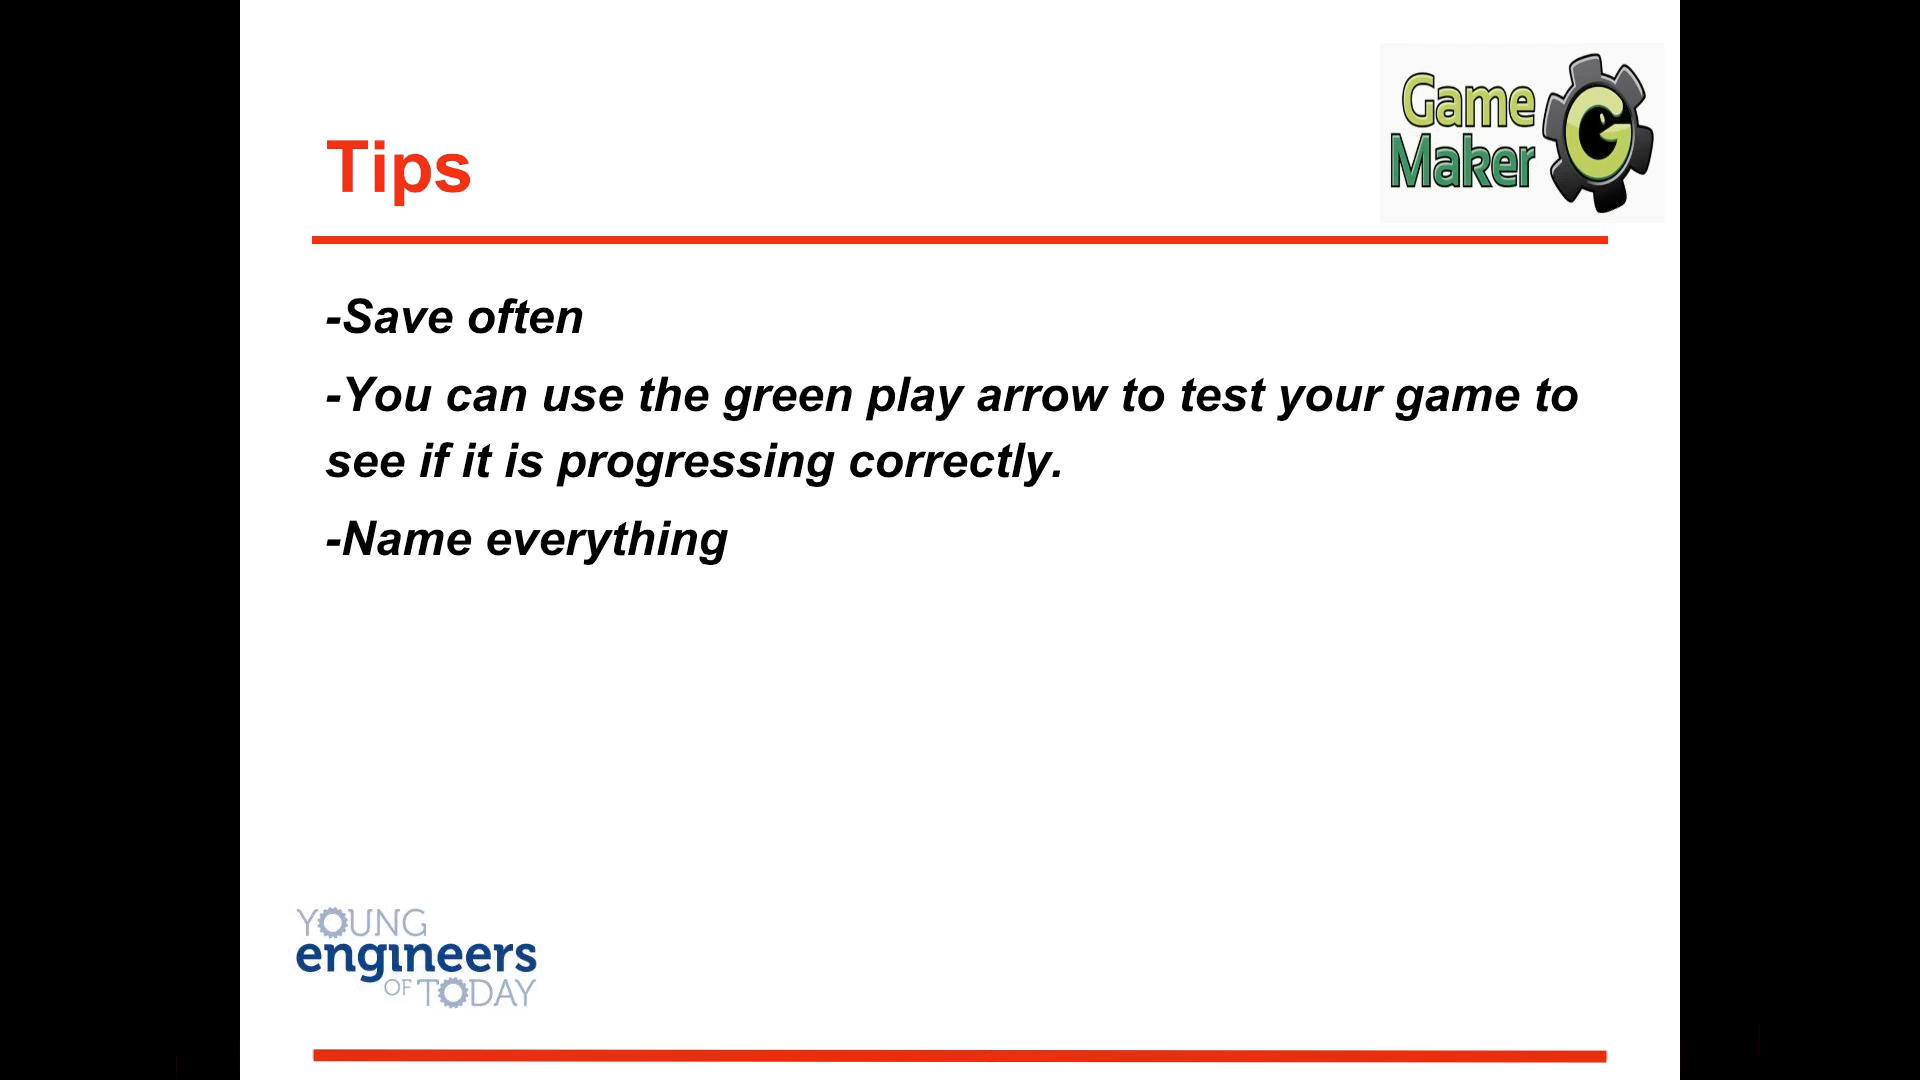 Game
Maker
Tips
-Save often
-You can use the green play arrow to test your game to
see if it is progressing correctly.
-Name everything
YOUNG
engineers
OF TODAY